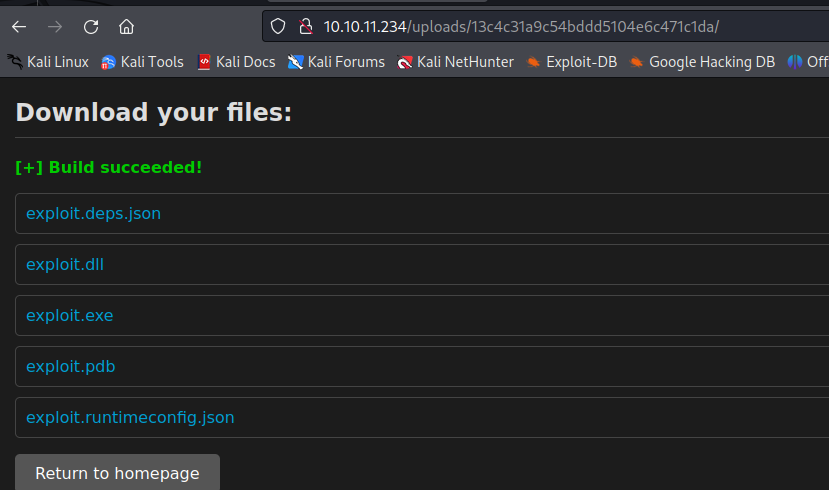 10.10.11.234/uploads/13c4c31a9c54bddd5104e6c471c1da/
Kali Linux Kali Tools Kali Docs Kali Forums Kali NetHunter Exploit-DB Google Hacking DB Off
Download your files:
[+] Build succeeded!
exploit.deps.json
exploit.dll
exploit.exe
exploit.pdb
exploit.runtimeconfig.json
Return to homepage